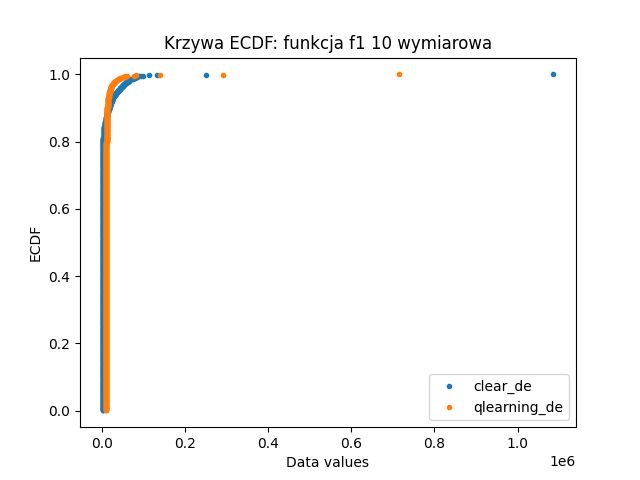 Krzywa ECDF: funkcja f1 10 wymiarowa
1.0
0.8
0.6
0.4
0.2
0.0
ECDF
clear_de
qlearning_de
0.0 0.2 0.4 0.6 0.8 1.0
1e6
Data values